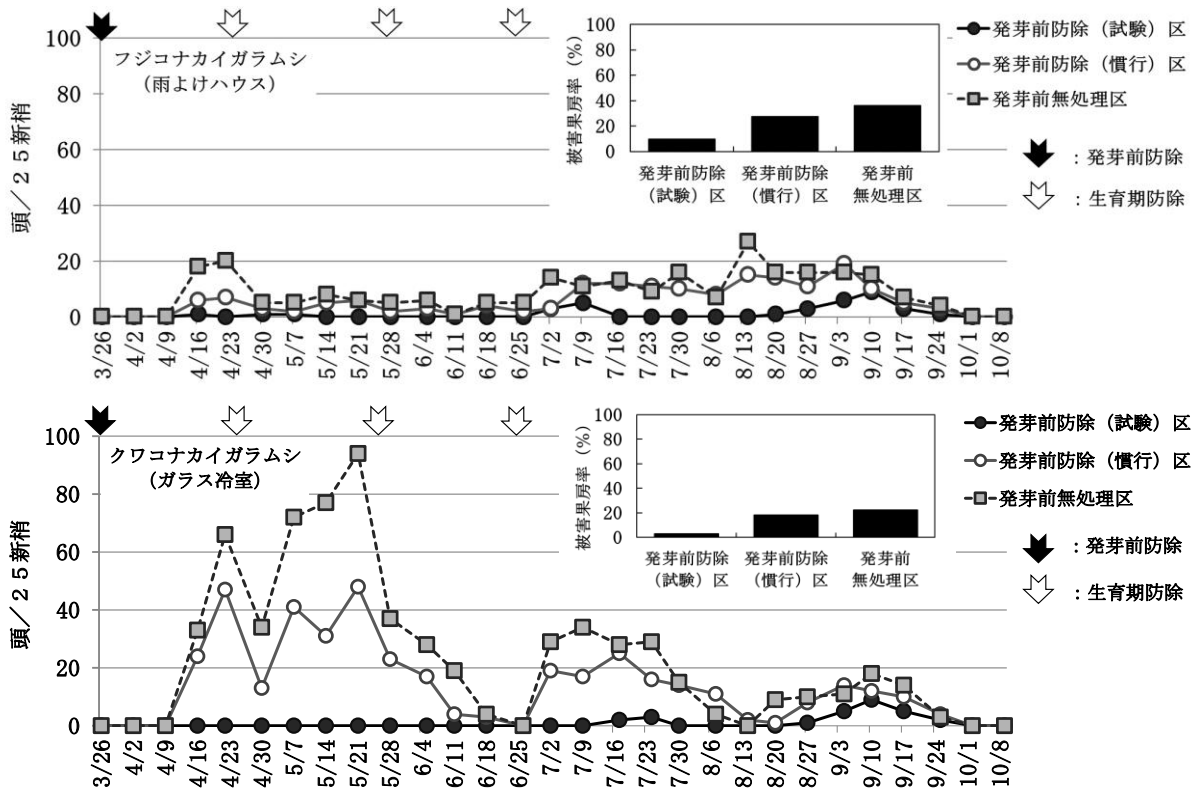 100
80
60
40
20
0
頭／２５新梢
フジコナカイガラムシ
（雨よけハウス）
被害果房率（%）
100
80
60
40
20
0
発芽前防除
（試験）区
発芽前防除
（慣行）区
発芽前
無処理区
発芽前防除（試験）区
発芽前防除（慣行）区
発芽前無処理区
：発芽前防除
：生育期防除
3/26
4/2
4/9
4/16
4/23
4/30
5/7
5/14
5/21
5/28
6/4
6/11
6/18
6/25
7/2
7/9
7/16
7/23
7/30
8/6
8/13
8/20
8/27
9/3
9/10
9/17
9/24
10/1
10/8
100
80
60
40
20
0
頭／２５新梢
クワコナカイガラムシ
（ガラス冷室）
被害果房率（%）
100
80
60
40
20
0
発芽前防除
（試験）区
発芽前防除
（慣行）区
発芽前
無処理区
発芽前防除（試験）区
発芽前防除（慣行）区
発芽前無処理区
：発芽前防除
：生育期防除
3/26
4/2
4/9
4/16
4/23
4/30
5/7
5/14
5/21
5/28
6/4
6/11
6/18
6/25
7/2
7/9
7/16
7/23
7/30
8/6
8/13
8/20
8/27
9/3
9/10
9/17
9/24
10/1
10/8